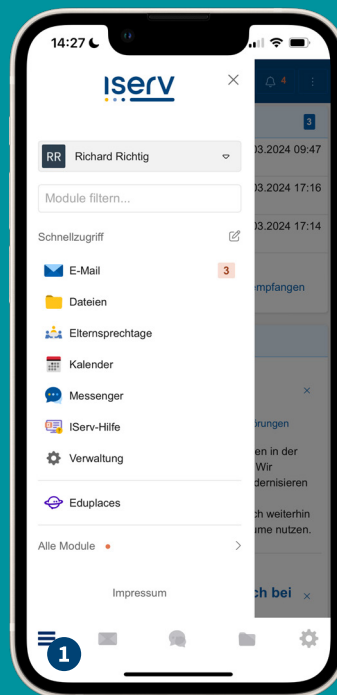 14:27
IServ
4
RR Richard Richtig
3
Module filtern...
03.2024 09:47
03.2024 17:16
Schnellzugriff
03.2024 17:14
E-Mail 3
empfangen
Dateien
Elternsprechtage
Kalender
Messenger
IServ-Hilfe
örungen
en in der
Verwaltung
Wir
dernisieren
Eduplaces
ch weiterhin
ume nutzen.
Alle Module
Impressum
ch bei
1